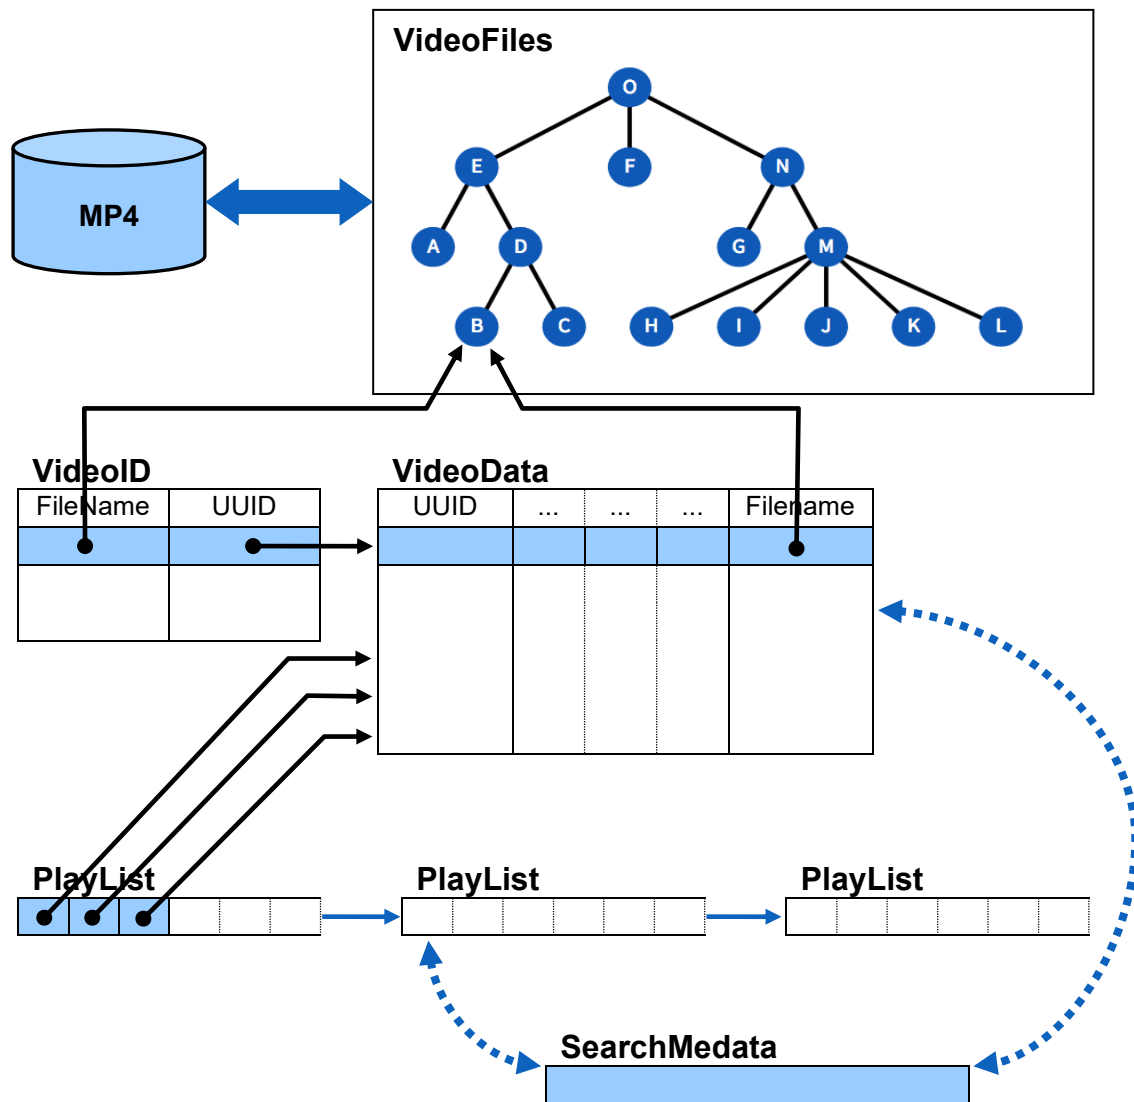 VideoFiles
O
MP4
E F N
A D G M
B C H I J K L
VideoID
VideoData
FileName UUID
UUID ... ... ... Filename
PlayList PlayList PlayList
SearchMedata